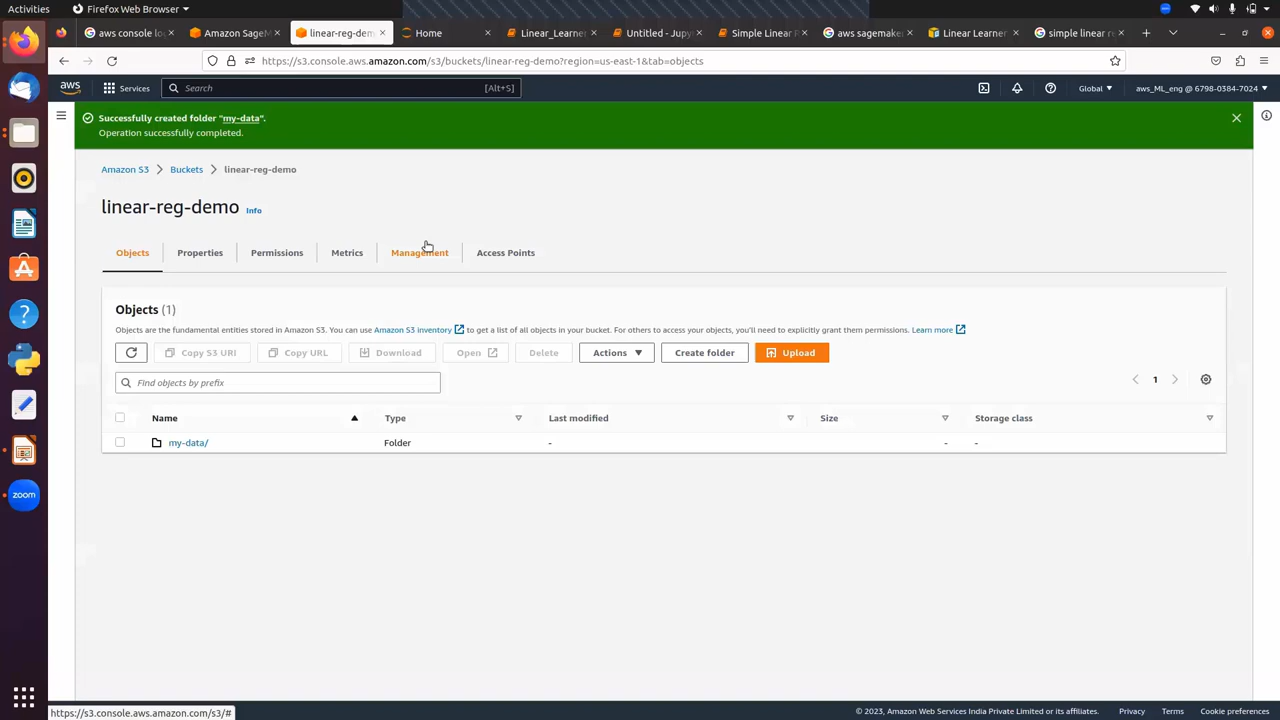 Activities
Firefox Web Browser
aws console lo
Amazon SageM
linear-reg-dem
Home
Linear_Learner
Untitled - Jupy
Simple Linear R
aws sagemaker
Linear Learner
simple linear re
https://s3.console.aws.amazon.com/s3/buckets/linear-reg-demo?region=us-east-1&tab=objects
aws
Services
Search
[Alt+S]
Global
aws_ML_eng @ 6798-0384-7024
Successfully created folder "my-data".
Operation successfully completed.
Amazon S3
Buckets
linear-reg-demo
linear-reg-demo
Info
Objects
Properties
Permissions
Metrics
Management
Access Points
Objects (1)
Objects are the fundamental entities stored in Amazon S3. You can use Amazon S3 inventory to get a list of all objects in your bucket. For others to access your objects, you'll need to explicitly grant them permissions. Learn more
Copy S3 URI
Copy URL
Download
Open
Delete
Actions
Create folder
Upload
Find objects by prefix
1
Name
Type
Last modified
Size
Storage class
my-data/
Folder
-
-
-
zoom
https://s3.console.aws.amazon.com/s3/#
© 2023, Amazon Web Services India Private Limited or its affiliates.
Privacy
Terms
Cookie preferences